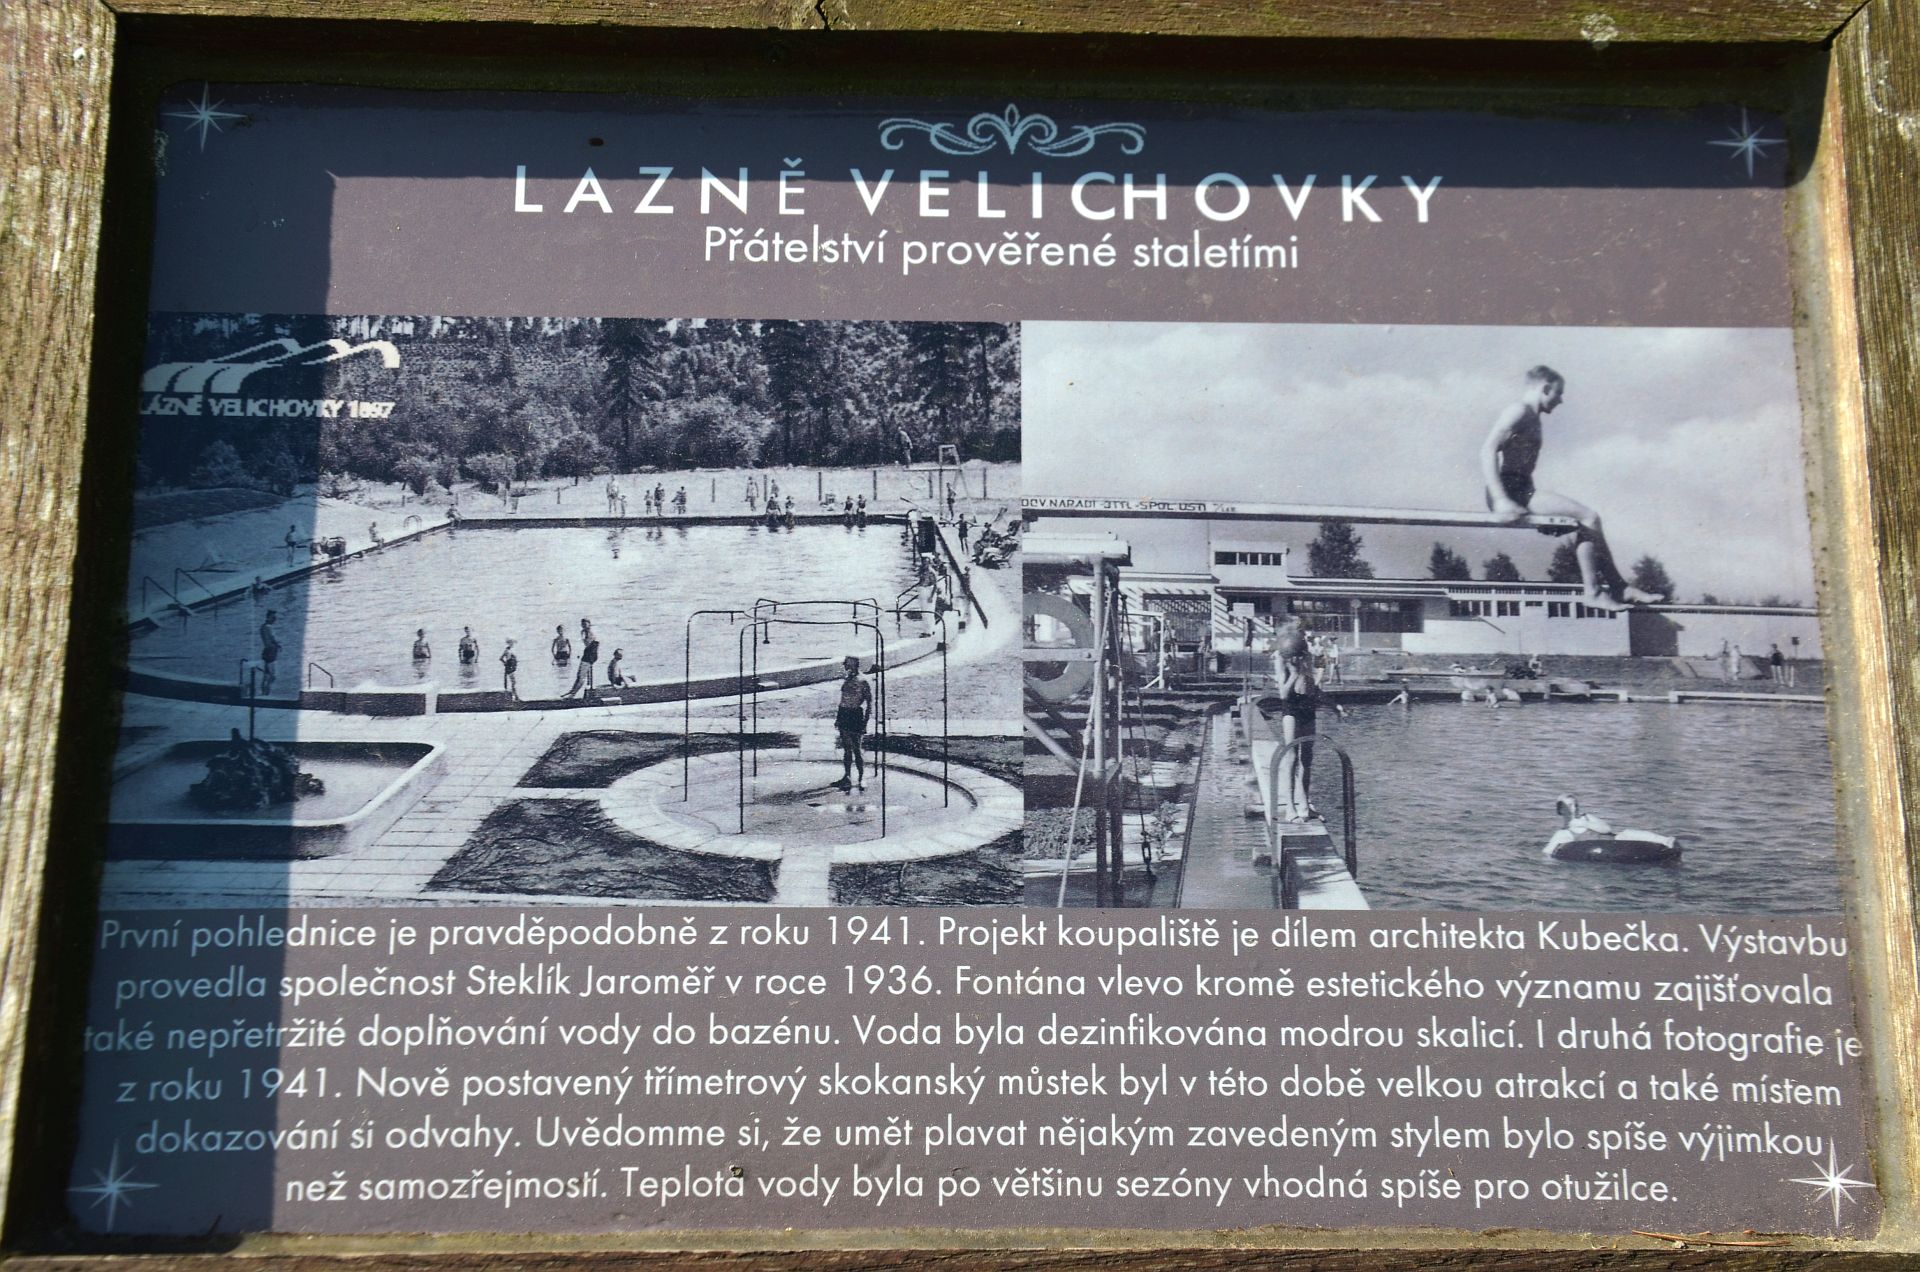 LAZNĚ VELICHOVKY
Přátelství prověřené staletími
LÁZNĚ VELICHOVKY 1897
První pohlednice je pravděpodobně z roku 1941. Projekt koupaliště je dílem architekta Kubečka. Výstavbu
provedla společnost Steklík Jaroměř v roce 1936. Fontána vlevo kromě estetického významu zajišťovala
také nepřetržité doplňování vody do bazénu. Voda byla dezinfikována modrou skalicí. I druhá fotografie je
z roku 1941. Nově postavený třímetrový skokanský můstek byl v této době velkou atrakcí a také místem
dokazování si odvahy. Uvědomme si, že umět plavat nějakým zavedeným stylem bylo spíše výjimkou
než samozřejmostí. Teplota vody byla po většinu sezóny vhodná spíše pro otužilce.